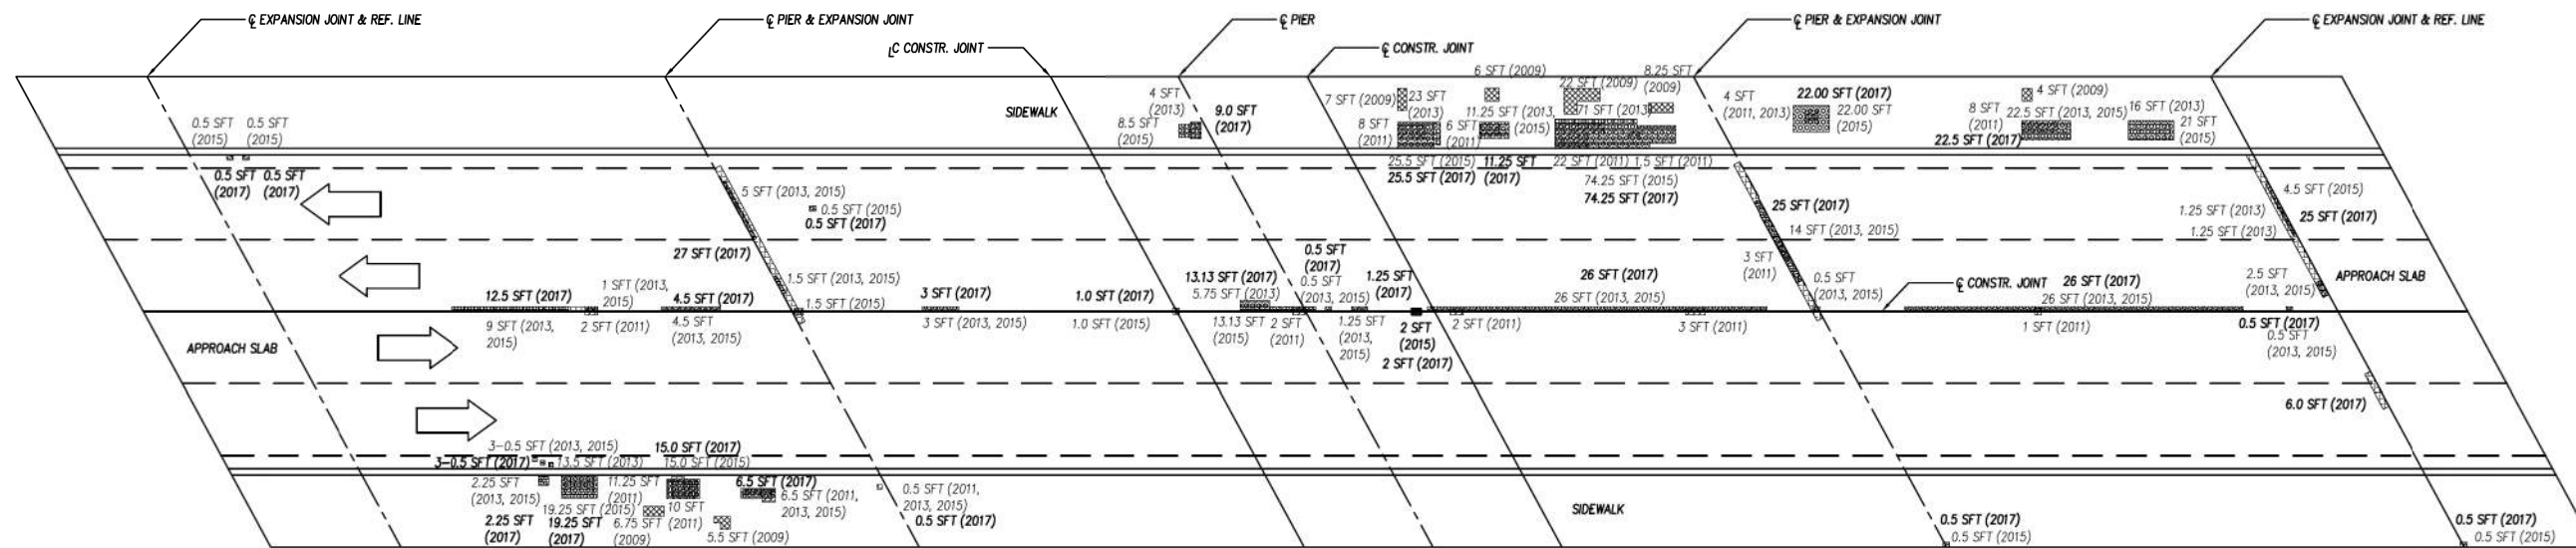 ℄ EXPANSION JOINT & REF. LINE
℄ PIER & EXPANSION JOINT
℄ PIER
℄ PIER & EXPANSION JOINT
℄ EXPANSION JOINT & REF. LINE
LC CONSTR. JOINT
℄ CONSTR. JOINT
0.5 SFT
(2015)
0.5 SFT
(2015)
0.5 SFT
(2017)
0.5 SFT
(2017)
SIDEWALK
4 SFT
(2013)
8.5 SFT
(2015)
9.0 SFT
(2017)
6 SFT (2009)
7 SFT (2009)
23 SFT
(2013)
8 SFT
(2011)
6 SFT
(2011)
11.25 SFT (2013,
(2015)
22 SFT (2009)
8.25 SFT
(2009)
71 SFT (2013)
25.5 SFT (2015)
25.5 SFT (2017)
11.25 SFT
(2017)
22 SFT (2011)
1.5 SFT (2011)
74.25 SFT (2015)
74.25 SFT (2017)
4 SFT
(2011, 2013)
22.00 SFT (2017)
22.00 SFT
(2015)
4 SFT (2009)
8 SFT
(2011)
22.5 SFT (2013, 2015)
22.5 SFT (2017)
16 SFT (2013)
21 SFT
(2015)
5 SFT (2013, 2015)
0.5 SFT (2015)
0.5 SFT (2017)
27 SFT (2017)
25 SFT (2017)
14 SFT (2013, 2015)
3 SFT
(2011)
0.5 SFT
(2013, 2015)
4.5 SFT (2015)
1.25 SFT (2013)
25 SFT (2017)
1.25 SFT (2013)
12.5 SFT (2017)
1 SFT (2013,
2015)
9 SFT (2013,
2015)
2 SFT (2011)
4.5 SFT (2017)
4.5 SFT
(2013, 2015)
1.5 SFT (2013, 2015)
1.5 SFT (2015)
3 SFT (2017)
3 SFT (2013, 2015)
1.0 SFT (2017)
1.0 SFT (2015)
13.13 SFT (2017)
5.75 SFT (2013)
13.13 SFT
(2015)
2 SFT
(2011)
0.5 SFT
(2017)
0.5 SFT
(2013, 2015)
1.25 SFT
(2017)
1.25 SFT
(2013,
2015)
2 SFT
(2015)
2 SFT (2017)
26 SFT (2017)
26 SFT (2013, 2015)
2 SFT (2011)
3 SFT (2011)
℄ CONSTR. JOINT
26 SFT (2017)
26 SFT (2013, 2015)
1 SFT (2011)
2.5 SFT
(2013, 2015)
0.5 SFT (2017)
0.5 SFT
(2013, 2015)
APPROACH SLAB
APPROACH SLAB
6.0 SFT (2017)
3-0.5 SFT (2013, 2015)
3-0.5 SFT (2017)
13.5 SFT (2013)
15.0 SFT (2017)
15.0 SFT (2015)
2.25 SFT
(2013, 2015)
11.25 SFT
(2011)
19.25 SFT (2015)
2.25 SFT
(2017)
19.25 SFT
(2017)
6.75 SFT
(2009)
10 SFT
(2011)
6.5 SFT (2017)
6.5 SFT (2011,
2013, 2015)
5.5 SFT (2009)
0.5 SFT (2011,
2013, 2015)
0.5 SFT (2017)
SIDEWALK
0.5 SFT (2017)
0.5 SFT (2015)
0.5 SFT (2017)
0.5 SFT (2015)